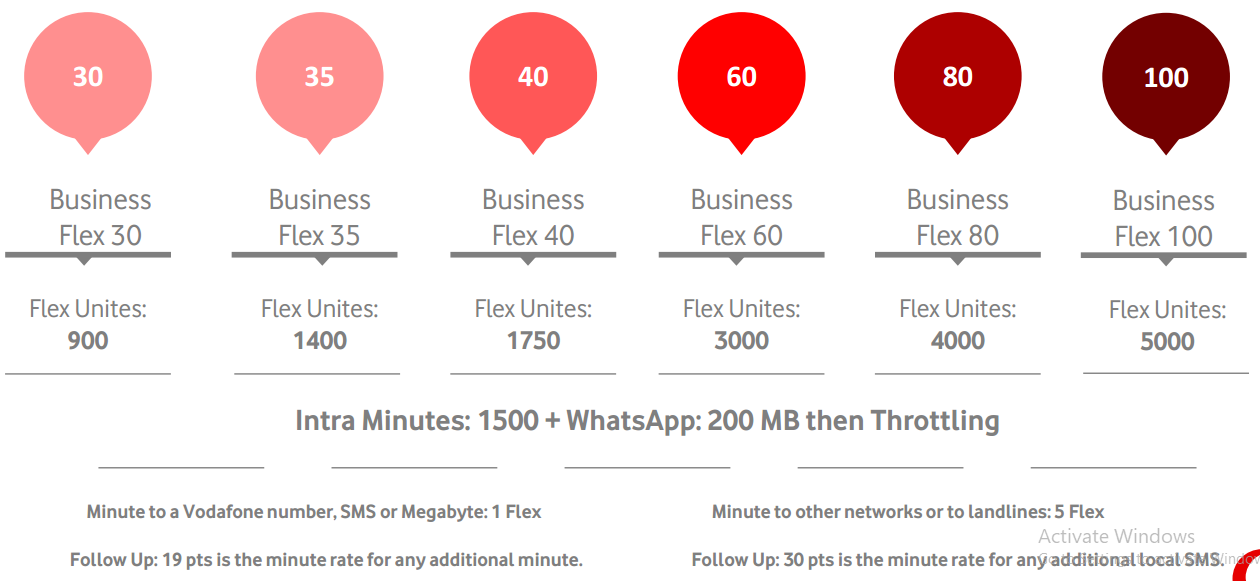 30 35 40 60 80 100
Business Business Business Business Business Business
Flex 30 Flex 35 Flex 40 Flex 60 Flex 80 Flex 100
Flex Unites: Flex Unites: Flex Unites: Flex Unites: Flex Unites: Flex Unites:
900 1400 1750 3000 4000 5000
Intra Minutes: 1500 + WhatsApp: 200 MB then Throttling
Minute to a Vodafone number, SMS or Megabyte: 1 Flex Minute to other networks or to landlines: 5 Flex
Activate Windows
Follow Up: 19 pts is the minute rate for any additional minute. Follow Up: 30 pts is the minute rate for any additional SMS.